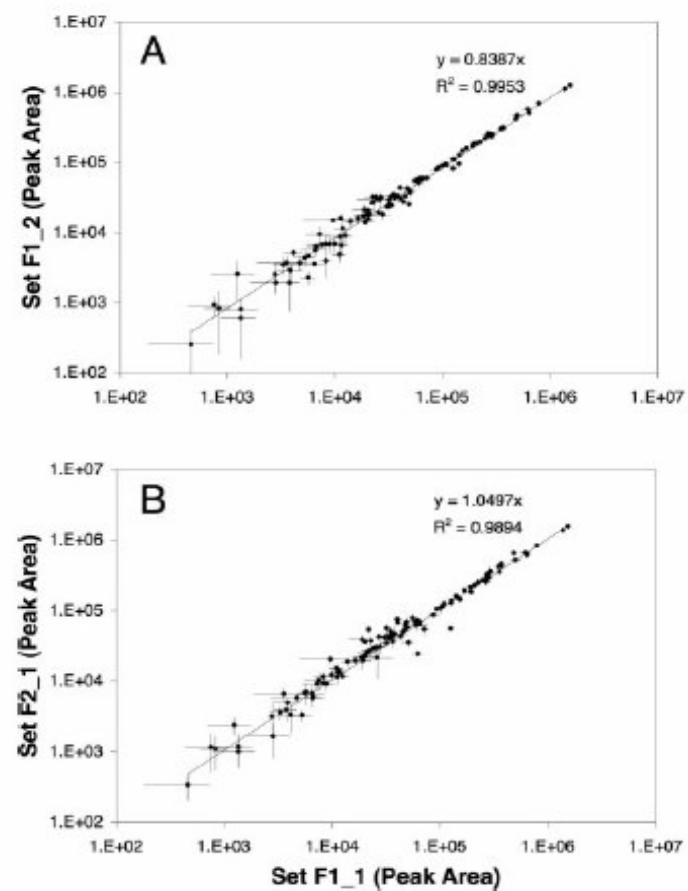 A
y = 0.8387x
R² = 0.9953
Set F1_2 (Peak Area)
1.E+07
1.E+06
1.E+05
1.E+04
1.E+03
1.E+02
1.E+02 1.E+03 1.E+04 1.E+05 1.E+06 1.E+07
B
y = 1.0497x
R² = 0.9894
Set F2_1 (Peak Area)
1.E+07
1.E+06
1.E+05
1.E+04
1.E+03
1.E+02
1.E+02 1.E+03 1.E+04 1.E+05 1.E+06 1.E+07
Set F1_1 (Peak Area)